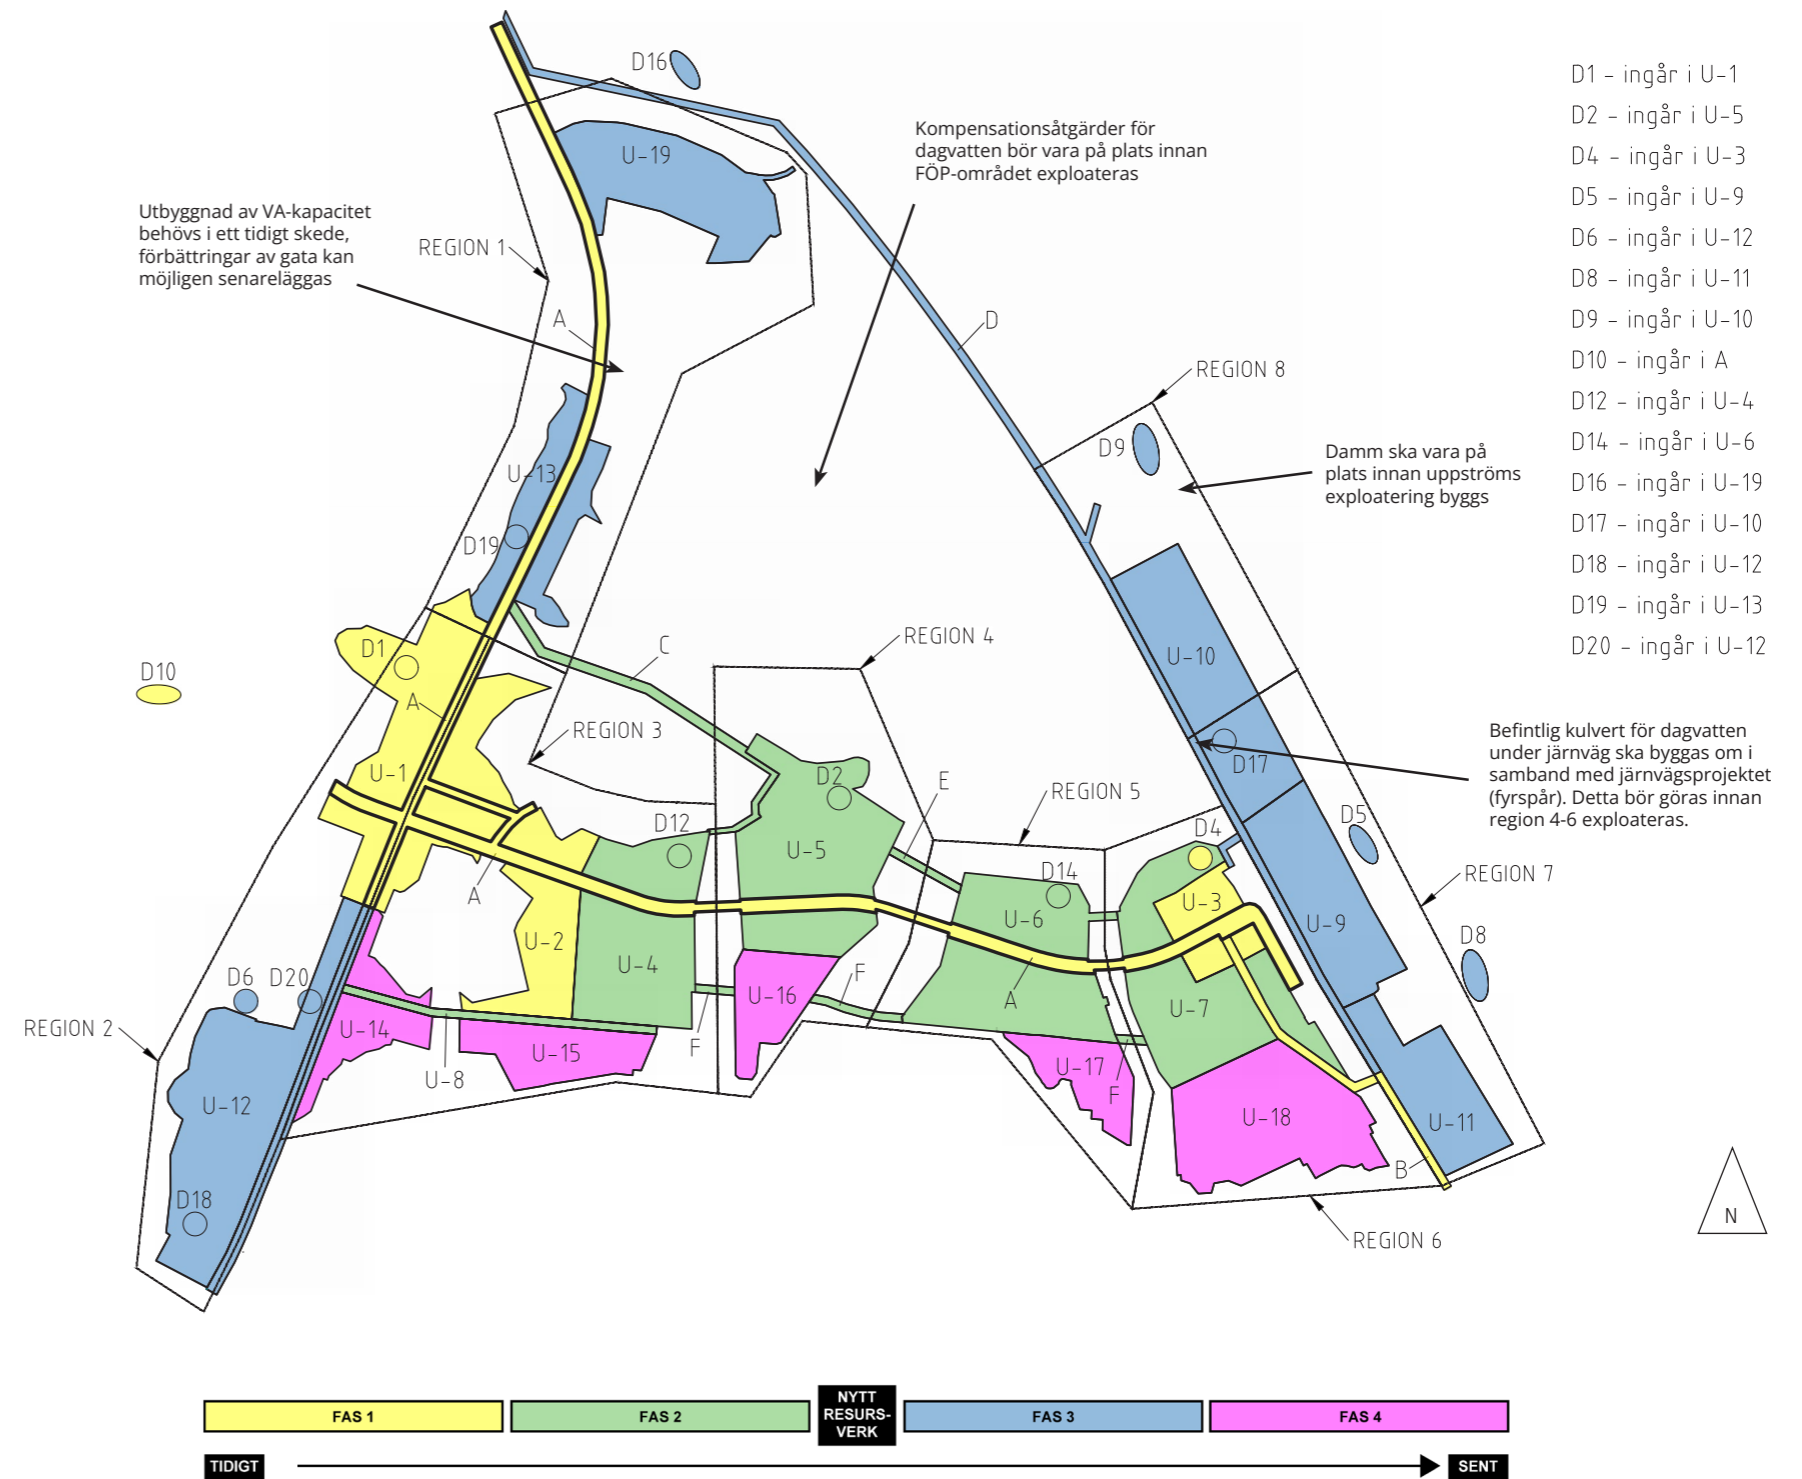 D16
D1 – ingår i U-1
D2 – ingår i U-5
D4 – ingår i U-3
D5 – ingår i U-9
D6 – ingår i U-12
D8 – ingår i U-11
D9 – ingår i U-10
D10 – ingår i A
D12 – ingår i U-4
D14 – ingår i U-6
D16 – ingår i U-19
D17 – ingår i U-10
D18 – ingår i U-12
D19 – ingår i U-13
D20 – ingår i U-12
Kompensationsåtgärder för
dagvatten bör vara på plats innan
FÖP-området exploateras
U-19
Utbyggnad av VA-kapacitet
behövs i ett tidigt skede,
förbättringar av gata kan
möjligen senareläggas
REGION 1
A
D
REGION 8
D9
Damm ska vara på
plats innan uppströms
exploatering byggs
U-13
D19
D1
D10
A
C
REGION 4
U-10
REGION 3
Befintlig kulvert för dagvatten
under järnväg ska byggas om i
samband med järnvägsprojektet
(fyrspår). Detta bör göras innan
region 4-6 exploateras.
D17
U-1
D2
E
REGION 5
D12
D4
D5
U-5
REGION 7
A
D14
U-6
U-3
U-9
U-2
U-4
D8
D6
D20
U-16
F
A
U-7
REGION 2
U-14
U-15
F
U-8
U-17
F
U-12
U-18
U-11
B
D18
REGION 6
N
FAS 1
FAS 2
NYTT
RESURS-
VERK
FAS 3
FAS 4
TIDIGT
SENT